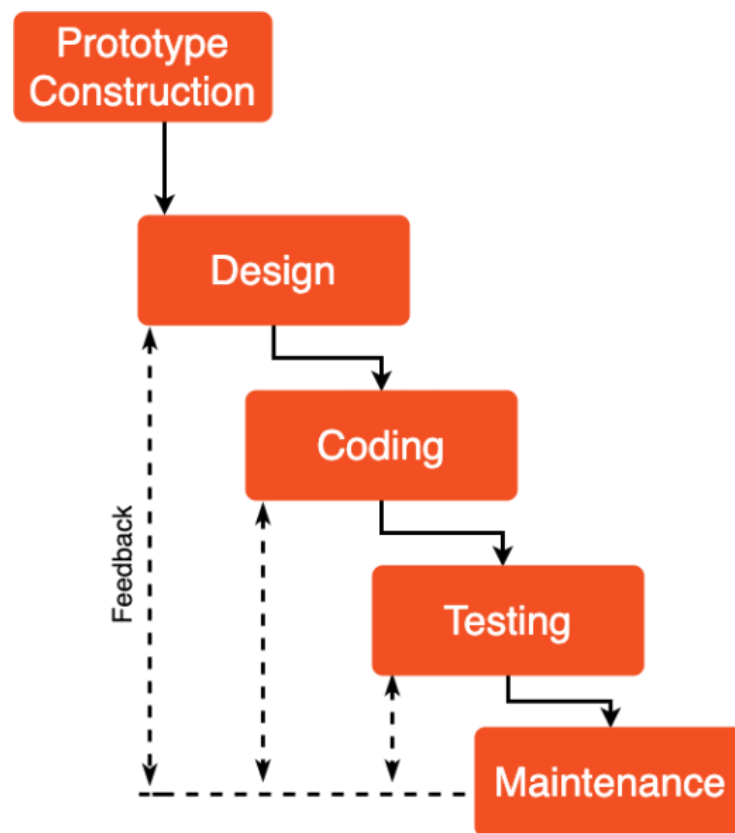 Prototype
Construction
Design
Coding
Feedback
Testing
Maintenance